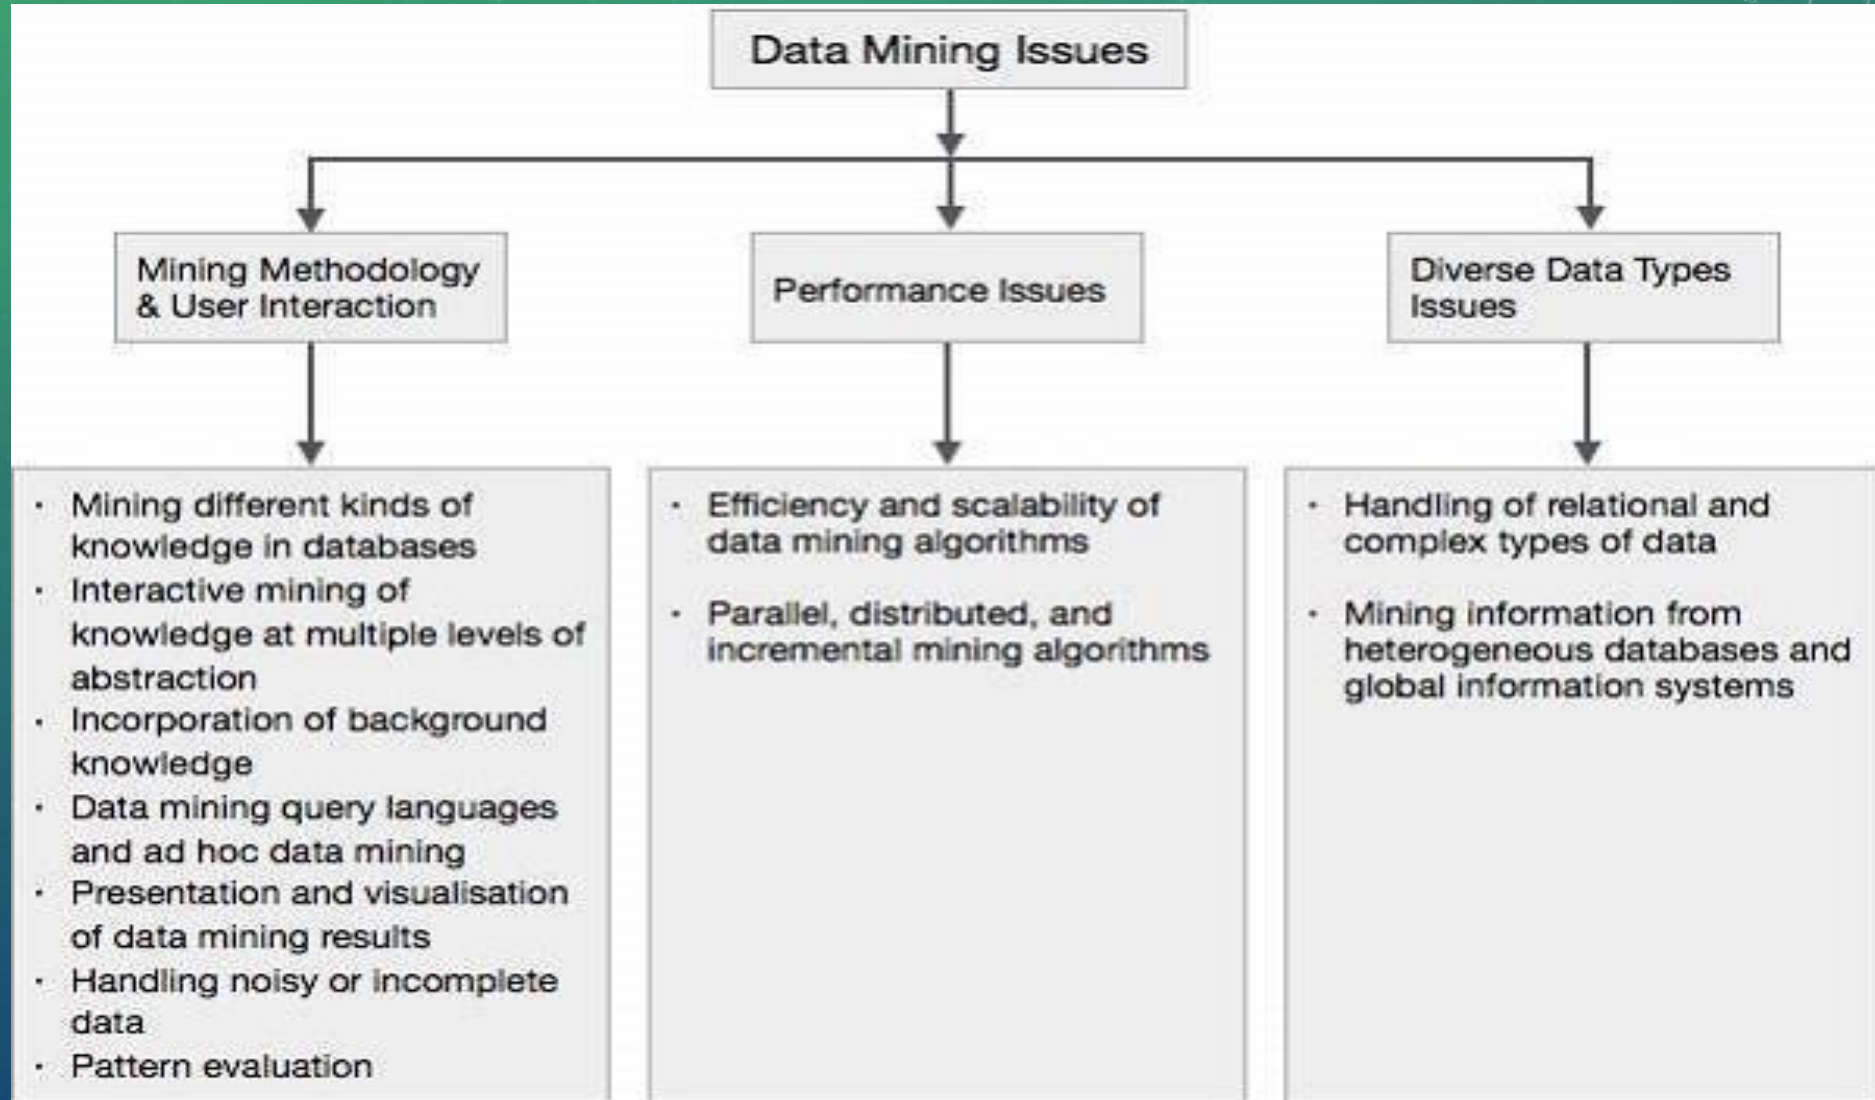 Data Mining Issues
Mining Methodology
& User Interaction
Performance Issues
Diverse Data Types
Issues
· Mining different kinds of
knowledge in databases
· Interactive mining of
knowledge at multiple levels of
abstraction
· Incorporation of background
knowledge
· Data mining query languages
and ad hoc data mining
· Presentation and visualisation
of data mining results
· Handling noisy or incomplete
data
· Pattern evaluation
· Efficiency and scalability of
data mining algorithms
· Parallel, distributed, and
incremental mining algorithms
· Handling of relational and
complex types of data
· Mining information from
heterogeneous databases and
global information systems